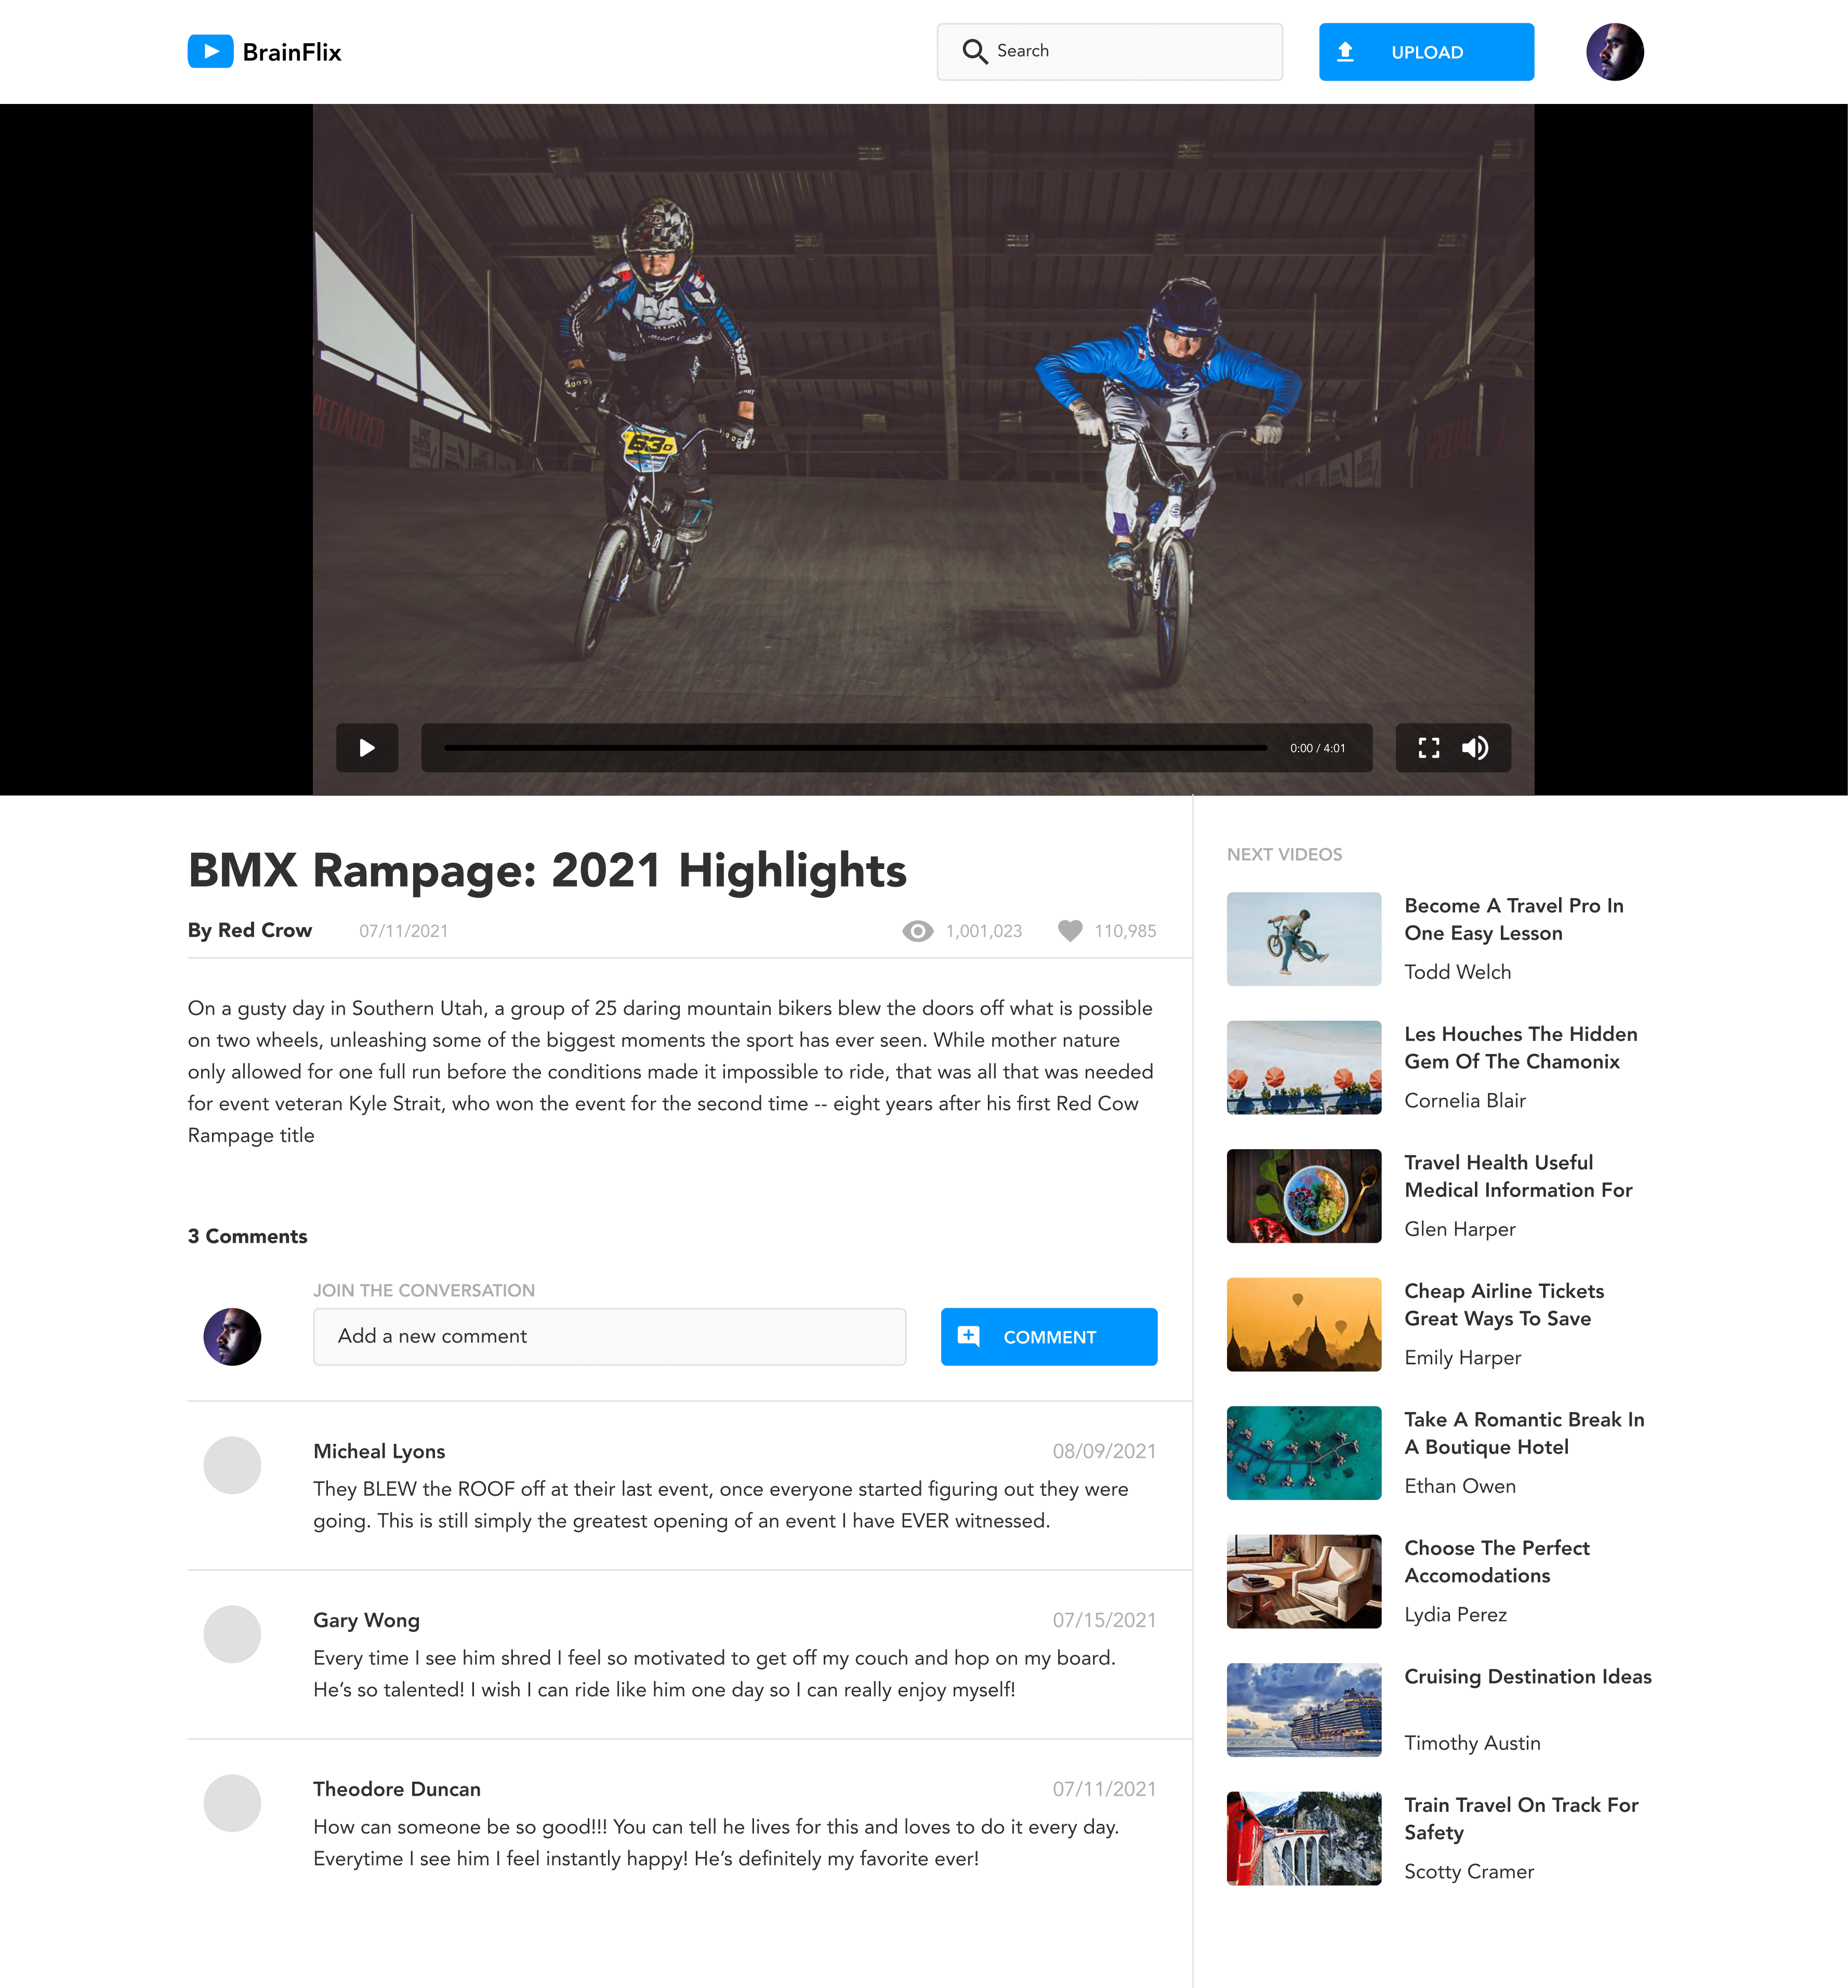 BrainFlix
Search
UPLOAD
PECIALIZED
63
0:00 / 4:01
BMX Rampage: 2021 Highlights
By Red Crow
07/11/2021
1,001,023
110,985
On a gusty day in Southern Utah, a group of 25 daring mountain bikers blew the doors off what is possible
on two wheels, unleashing some of the biggest moments the sport has ever seen. While mother nature
only allowed for one full run before the conditions made it impossible to ride, that was all that was needed
for event veteran Kyle Strait, who won the event for the second time -- eight years after his first Red Cow
Rampage title
3 Comments
JOIN THE CONVERSATION
Add a new comment
COMMENT
Micheal Lyons
08/09/2021
They BLEW the ROOF off at their last event, once everyone started figuring out they were
going. This is still simply the greatest opening of an event I have EVER witnessed.
Gary Wong
07/15/2021
Every time I see him shred I feel so motivated to get off my couch and hop on my board.
He’s so talented! I wish I can ride like him one day so I can really enjoy myself!
Theodore Duncan
07/11/2021
How can someone be so good!!! You can tell he lives for this and loves to do it every day.
Everytime I see him I feel instantly happy! He’s definitely my favorite ever!
NEXT VIDEOS
Become A Travel Pro In
One Easy Lesson
Todd Welch
Les Houches The Hidden
Gem Of The Chamonix
Cornelia Blair
Travel Health Useful
Medical Information For
Glen Harper
Cheap Airline Tickets
Great Ways To Save
Emily Harper
Take A Romantic Break In
A Boutique Hotel
Ethan Owen
Choose The Perfect
Accomodations
Lydia Perez
Cruising Destination Ideas
Timothy Austin
Train Travel On Track For
Safety
Scotty Cramer